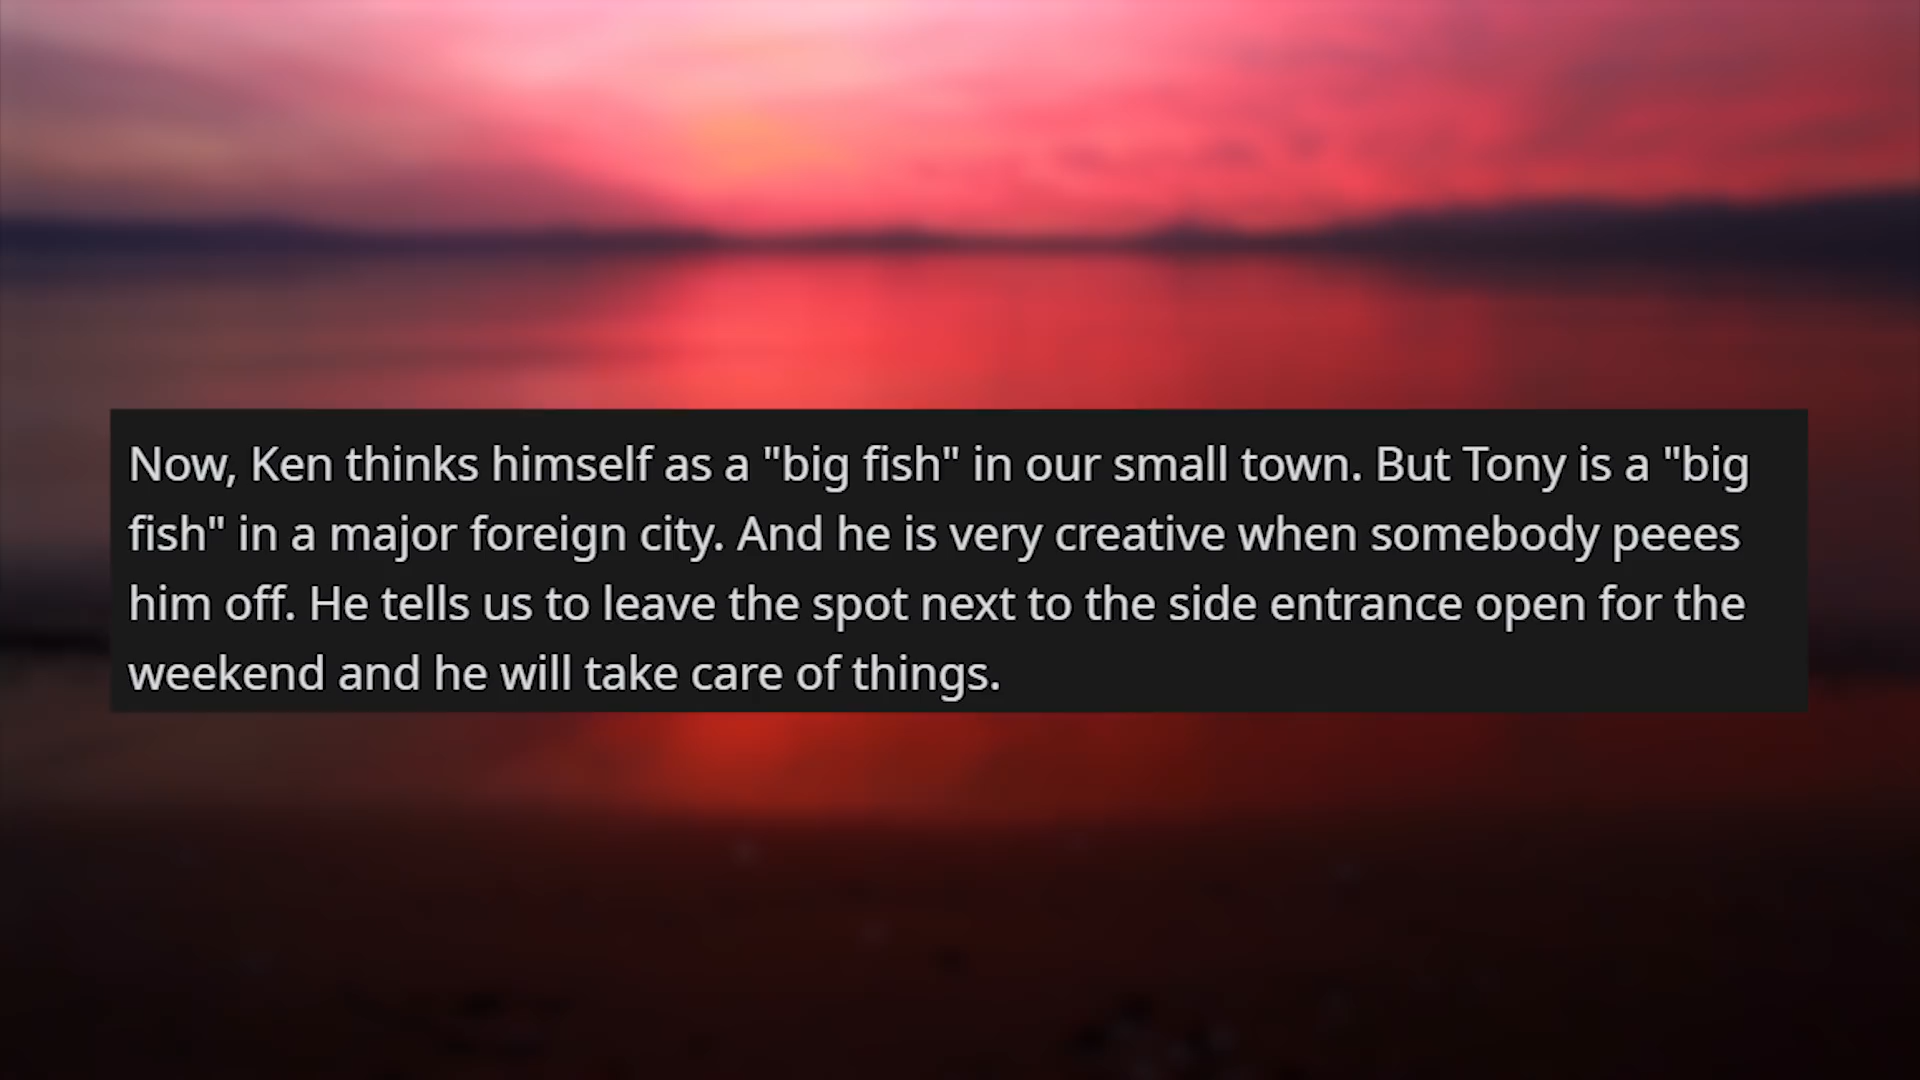 Now, Ken thinks himself as a "big fish" in our small town. But Tony is a "big
fish" in a major foreign city. And he is very creative when somebody peees
him off. He tells us to leave the spot next to the side entrance open for the
weekend and he will take care of things.